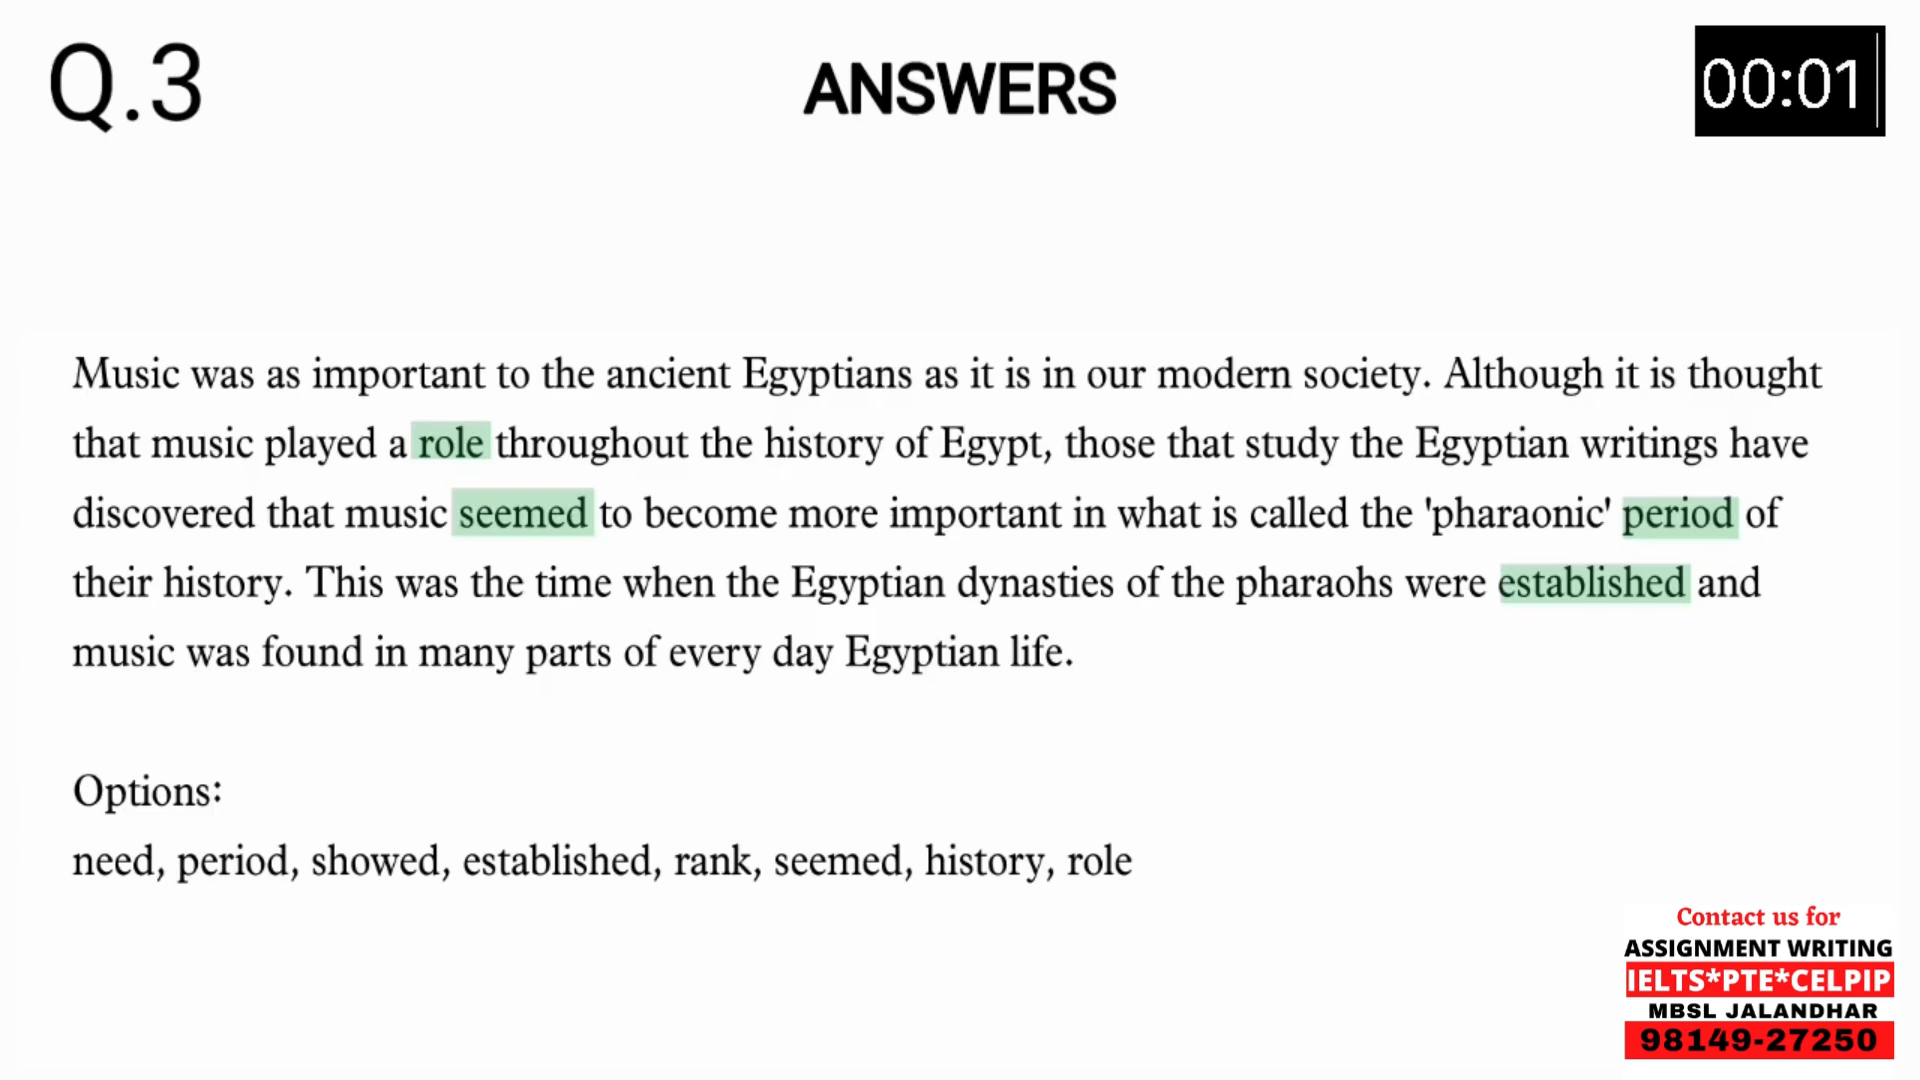 Q.3
ANSWERS
00:01
Music was as important to the ancient Egyptians as it is in our modern society. Although it is thought
that music played a role throughout the history of Egypt, those that study the Egyptian writings have
discovered that music seemed to become more important in what is called the 'pharaonic' period of
their history. This was the time when the Egyptian dynasties of the pharaohs were established and
music was found in many parts of every day Egyptian life.
Options:
need, period, showed, established, rank, seemed, history, role
Contact us for
ASSIGNMENT WRITING
IELTS*PTE*CELPIP
MBSL JALANDHAR
98149-27250